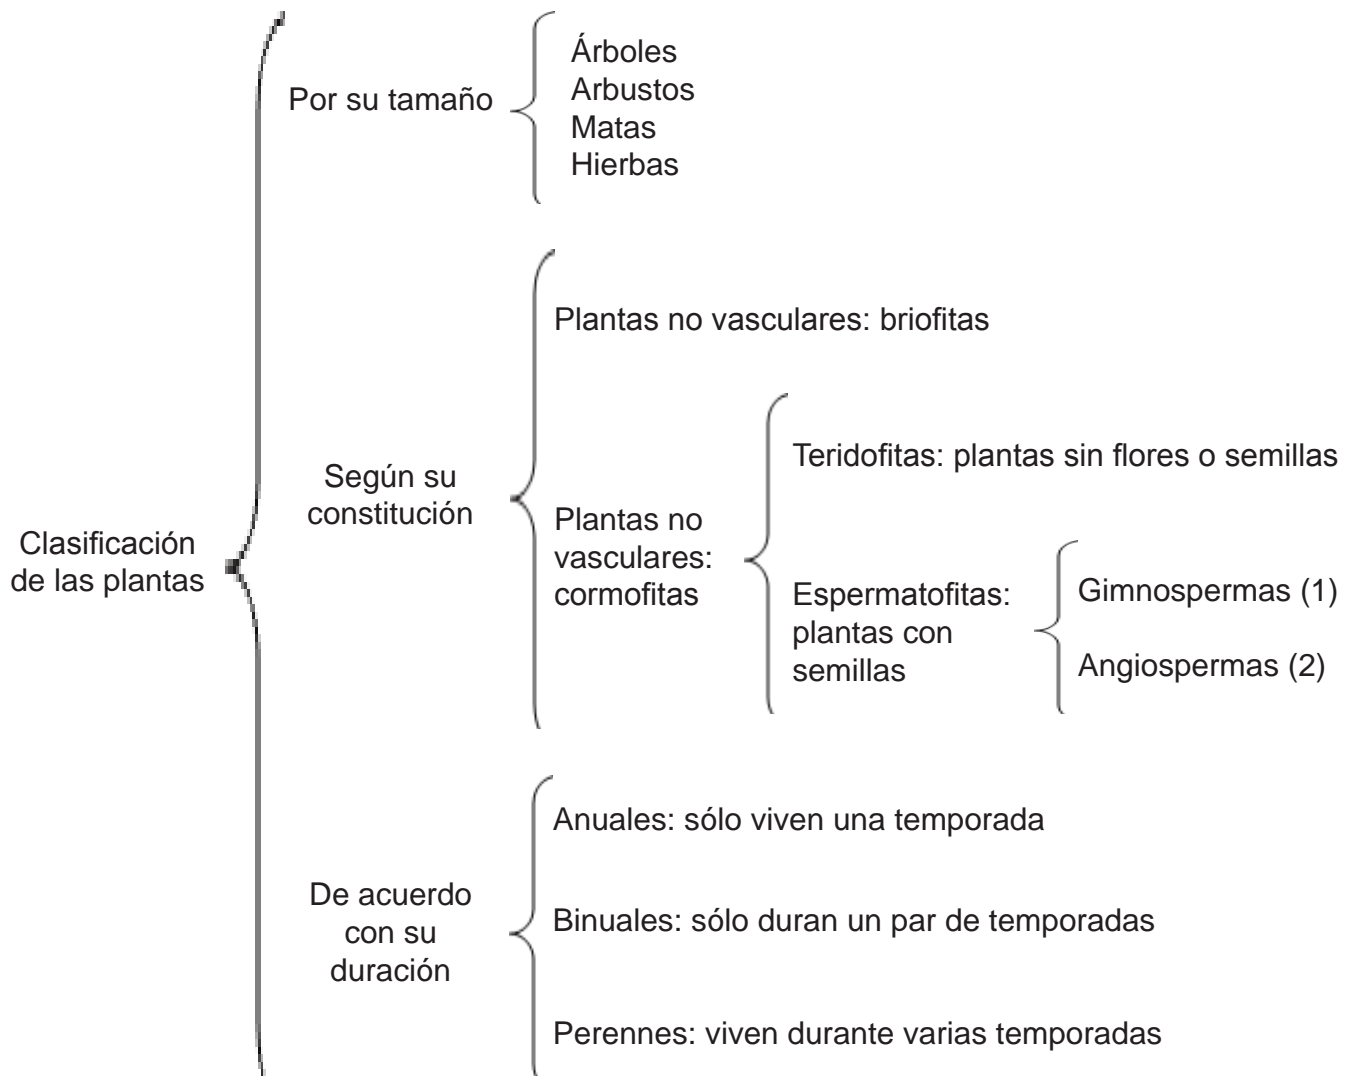 Clasificación
de las plantas
Por su tamaño
Árboles
Arbustos
Matas
Hierbas
Según su
constitución
Plantas no vasculares: briofitas
Plantas no
vasculares:
cormofitas
Teridofitas: plantas sin flores o semillas
Espermatofitas:
plantas con
semillas
Gimnospermas (1)
Angiospermas (2)
De acuerdo
con su
duración
Anuales: sólo viven una temporada
Binuales: sólo duran un par de temporadas
Perennes: viven durante varias temporadas